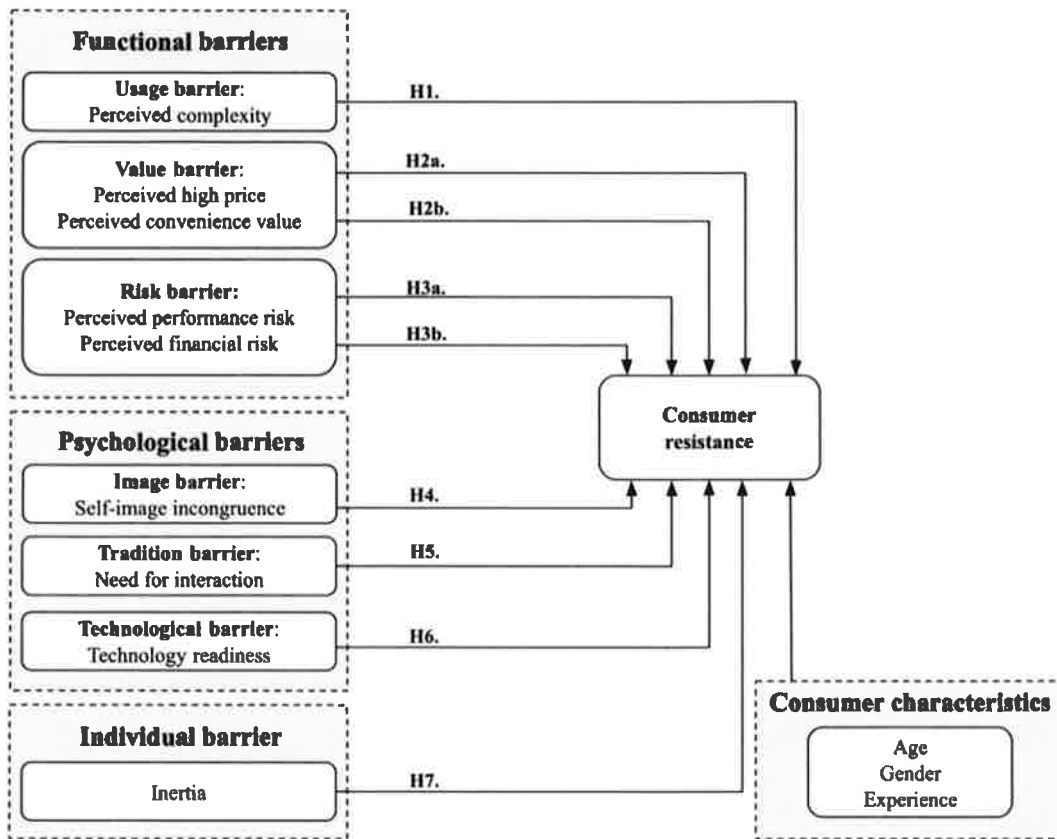 Functional barriers
Usage barrier:
Perceived complexity
H1.
Value barrier:
Perceived high price
Perceived convenience value
H2a.
H2b.
Risk barrier:
Perceived performance risk
Perceived financial risk
H3a.
H3b.
Consumer
resistance
Psychological barriers
Image barrier:
Self-image incongruence
H4.
Tradition barrier:
Need for interaction
H5.
Technological barrier:
Technology readiness
H6.
Individual barrier
Inertia
H7.
Consumer characteristics
Age
Gender
Experience